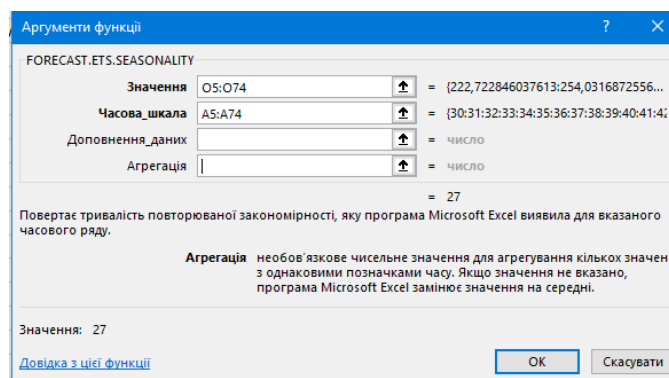 Аргументи функції ? ×
FORECAST.ETS.SEASONALITY
Значення O5:O74 = {222,722846037613:254,0316872556...
Часова_шкала A5:A74 = {30:31:32:33:34:35:36:37:38:39:40:41:42
Доповнення_даних = число
Агрегація = число
= 27
Повертає тривалість повторюваної закономірності, яку програма Microsoft Excel виявила для вказаного
часового ряду.
Агрегація необов'язкове чисельне значення для агрегування кількох значен
з однаковими позначками часу. Якщо значення не вказано,
програма Microsoft Excel замінює значення на середні.
Значення: 27
Довідка з цієї функції OK Скасувати